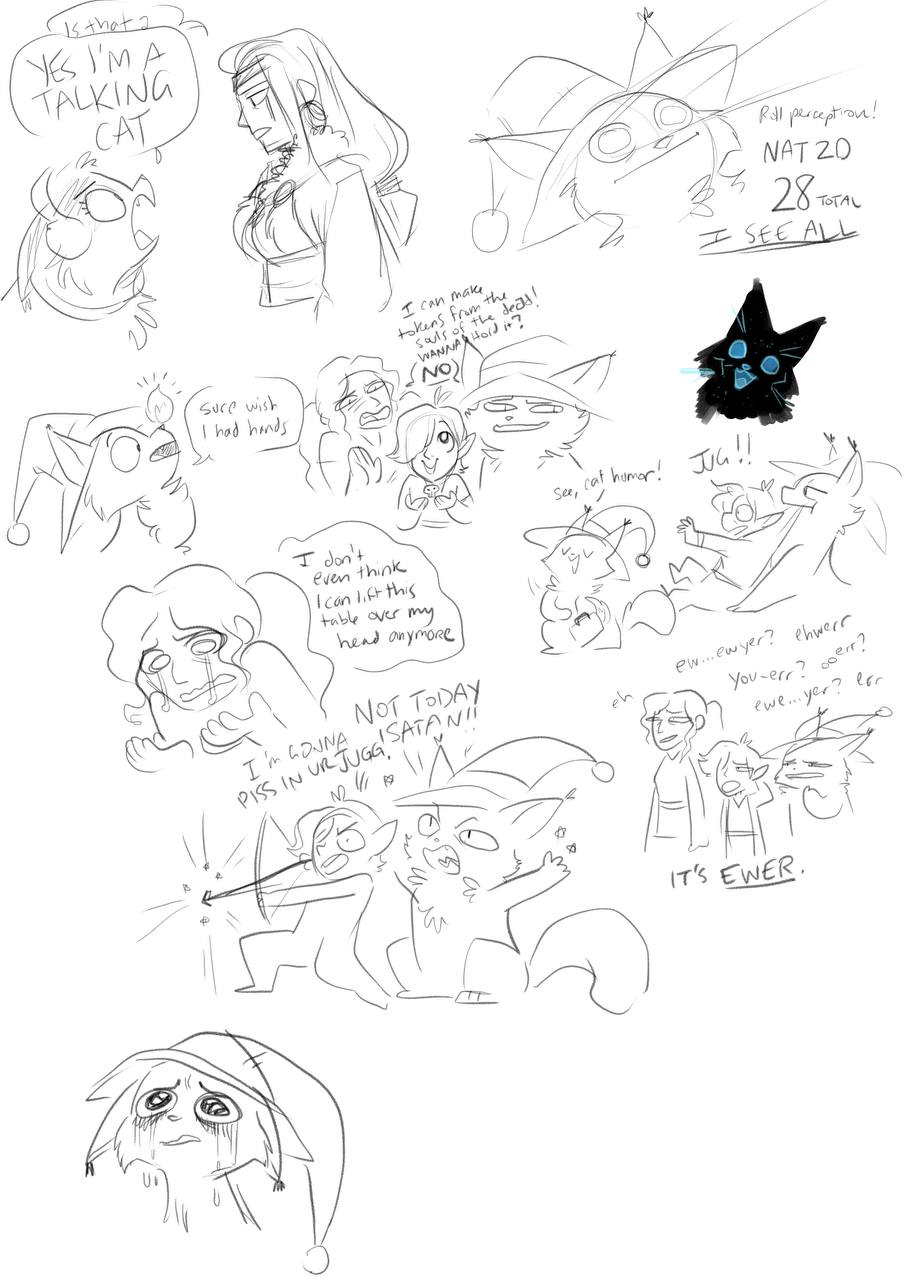 Is that a
YES I'M A
TALKING
CAT
Roll perception!
NAT 20
28 TOTAL
I SEE ALL
I can make
tokens from the
souls of the dead!
WANNA Hold it?
(NO)
Sure wish
I had hands
See, cat humor!
JUG!!
I don't
even think
I can lift this
table over my
head anymore
eh
ew...ewyer? ehwerr
you-err? ooerr?
ewe...yer? err
IT'S EWER.
I'm GONNA
PISS IN UR JUGG.
NOT TODAY
SATAN!!